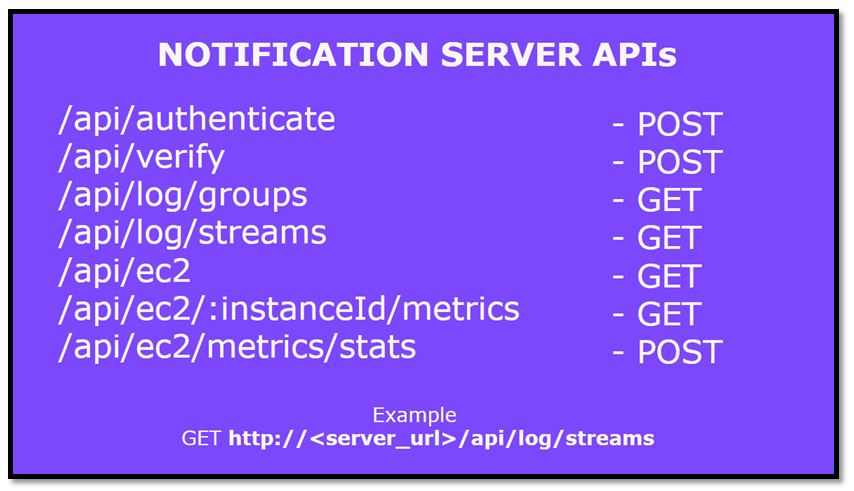 NOTIFICATION SERVER APIs
/api/authenticate - POST
/api/verify - POST
/api/log/groups - GET
/api/log/streams - GET
/api/ec2 - GET
/api/ec2/:instanceId/metrics - GET
/api/ec2/metrics/stats - POST
Example
GET http://<server_url>/api/log/streams